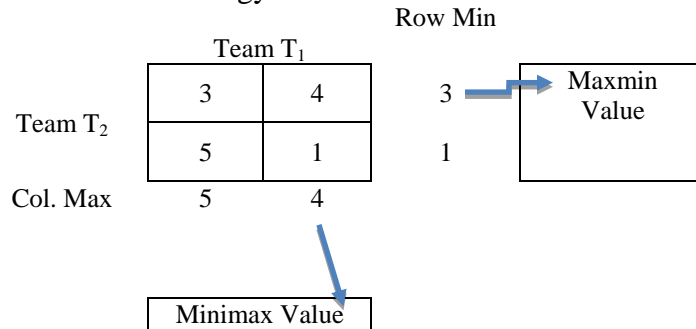 Row Min
Team T₁
3 4 3 Maxmin
Value
Team T₂
5 1 1
Col. Max 5 4
Minimax Value